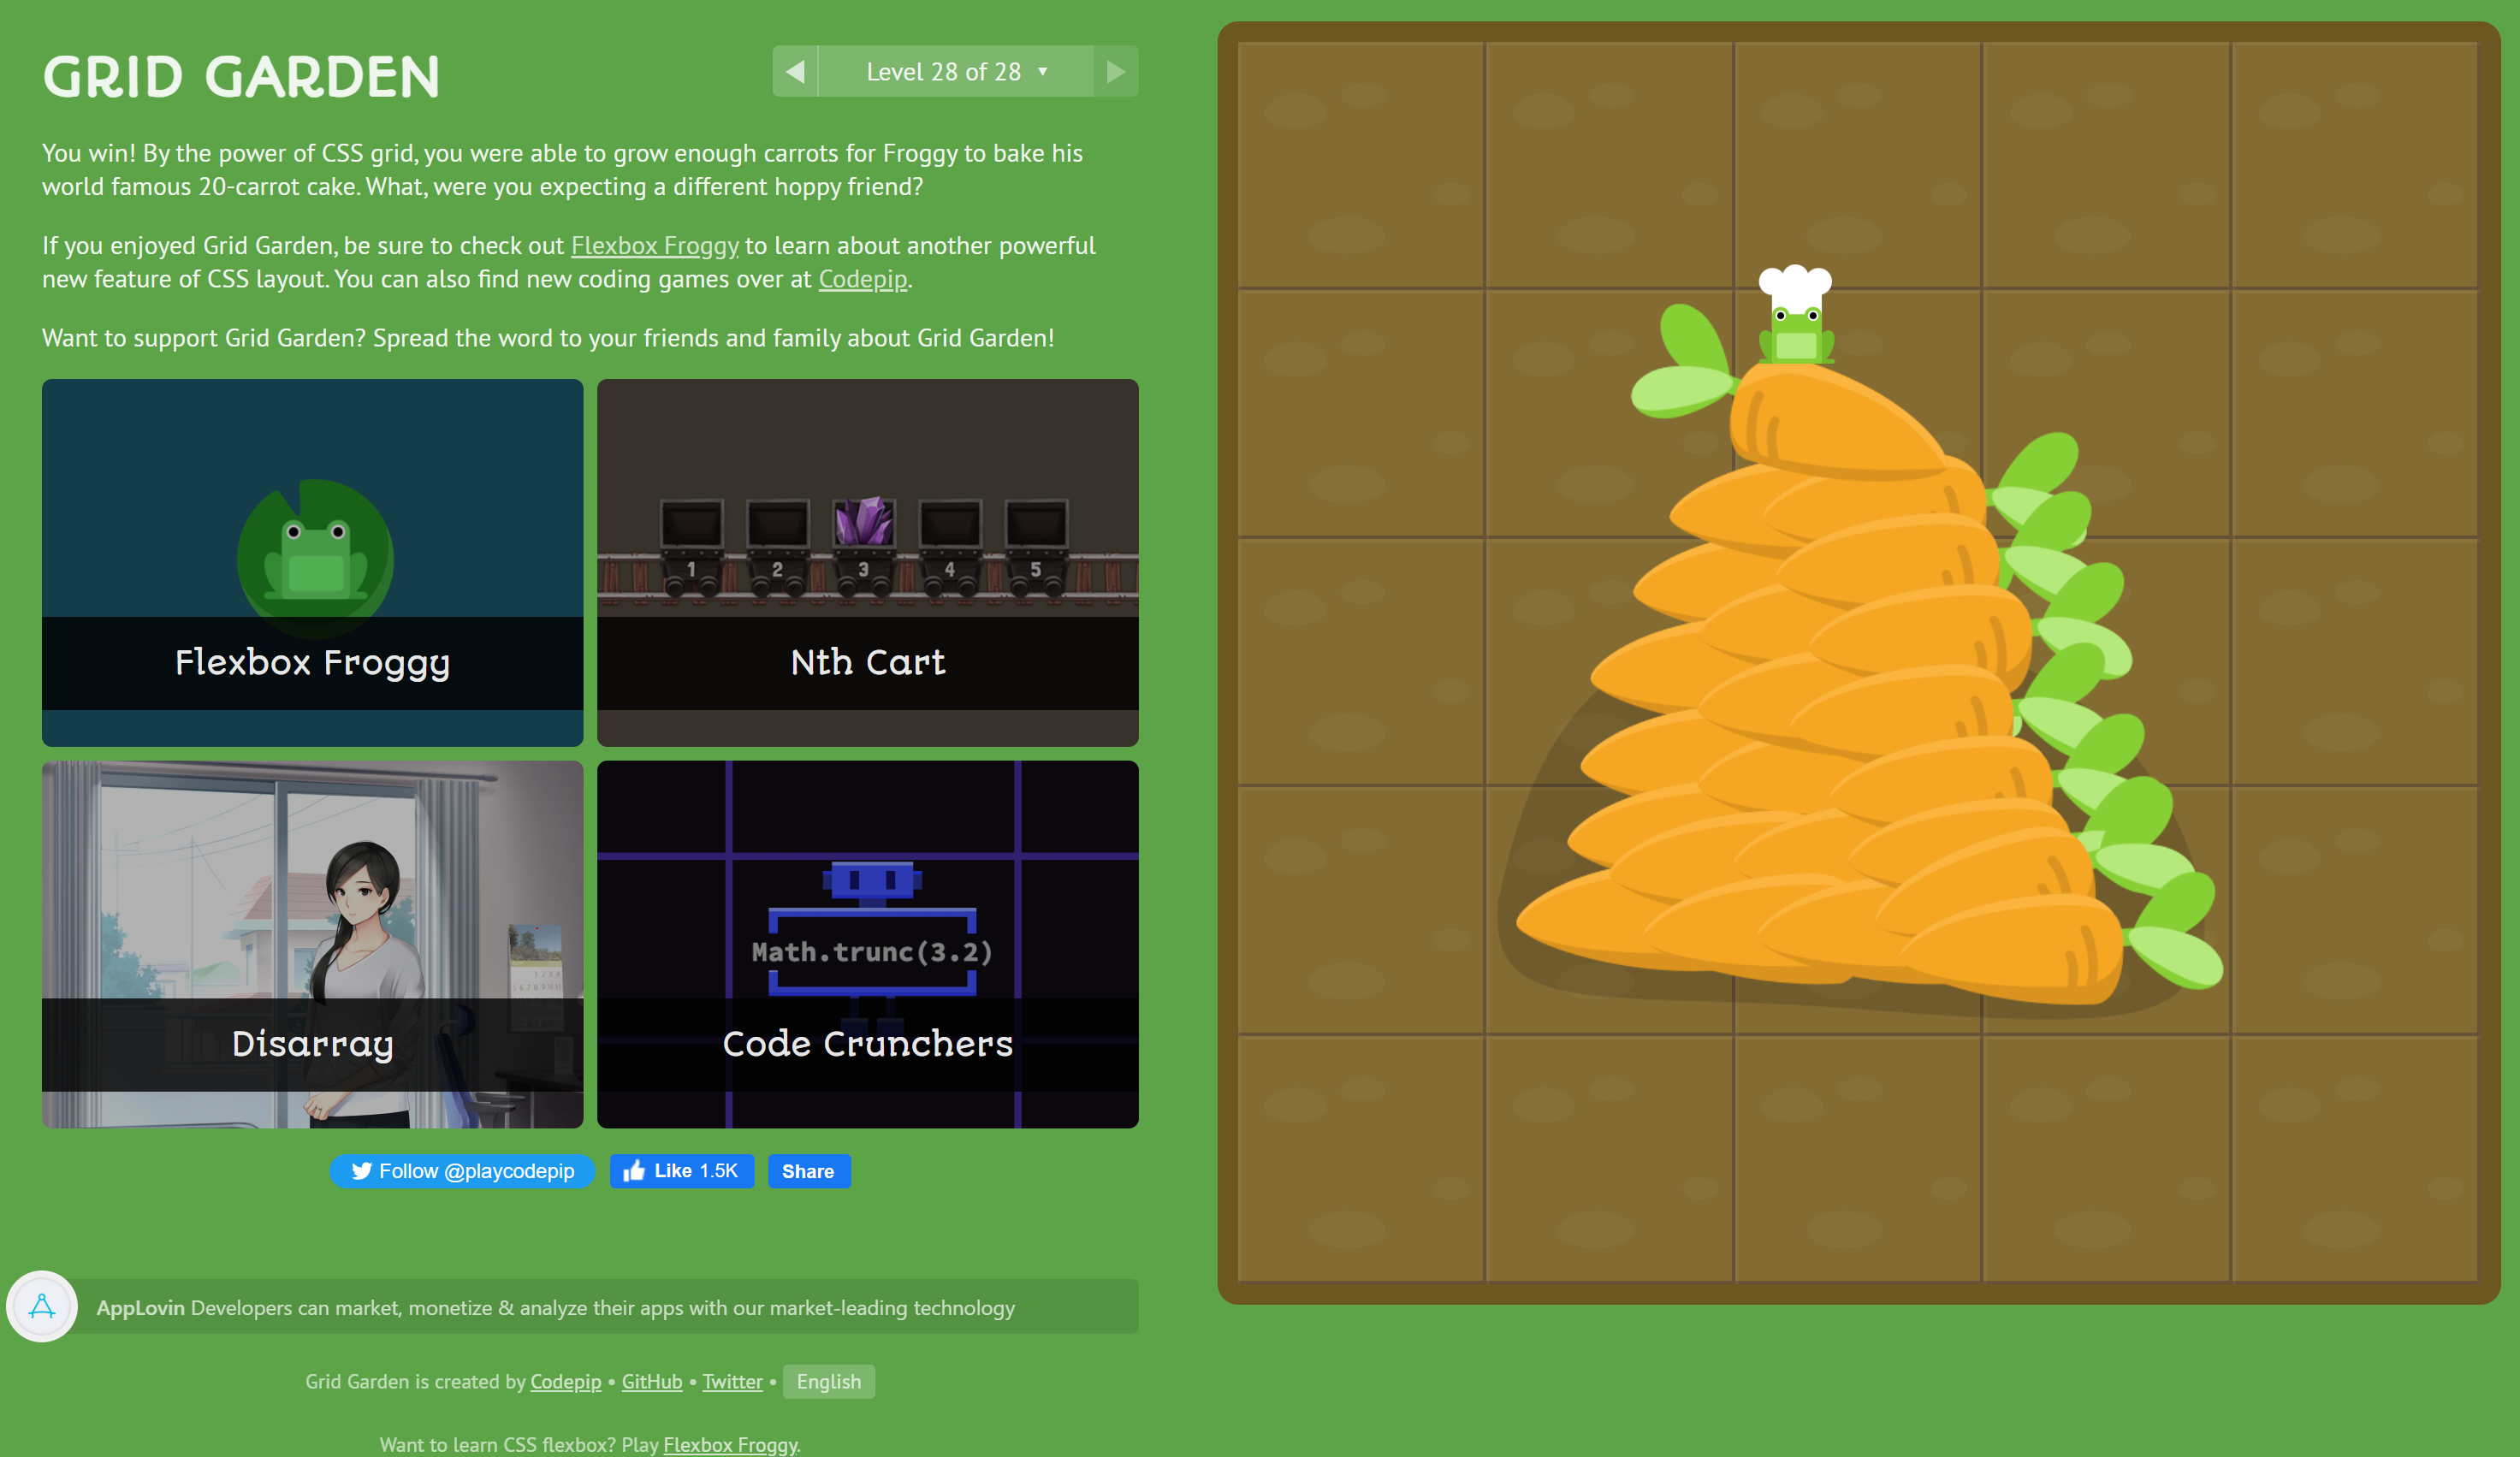 GRID GARDEN
Level 28 of 28
You win! By the power of CSS grid, you were able to grow enough carrots for Froggy to bake his
world famous 20-carrot cake. What, were you expecting a different hoppy friend?
If you enjoyed Grid Garden, be sure to check out Flexbox Froggy to learn about another powerful
new feature of CSS layout. You can also find new coding games over at Codepip.
Want to support Grid Garden? Spread the word to your friends and family about Grid Garden!
Flexbox Froggy
1 2 3 4 5
Nth Cart
Disarray
Math.trunc(3.2)
Code Crunchers
Follow @playcodepip
Like 1.5K
Share
AppLovin Developers can market, monetize & analyze their apps with our market-leading technology
Grid Garden is created by Codepip • GitHub • Twitter • English
Want to learn CSS flexbox? Play Flexbox Froggy.